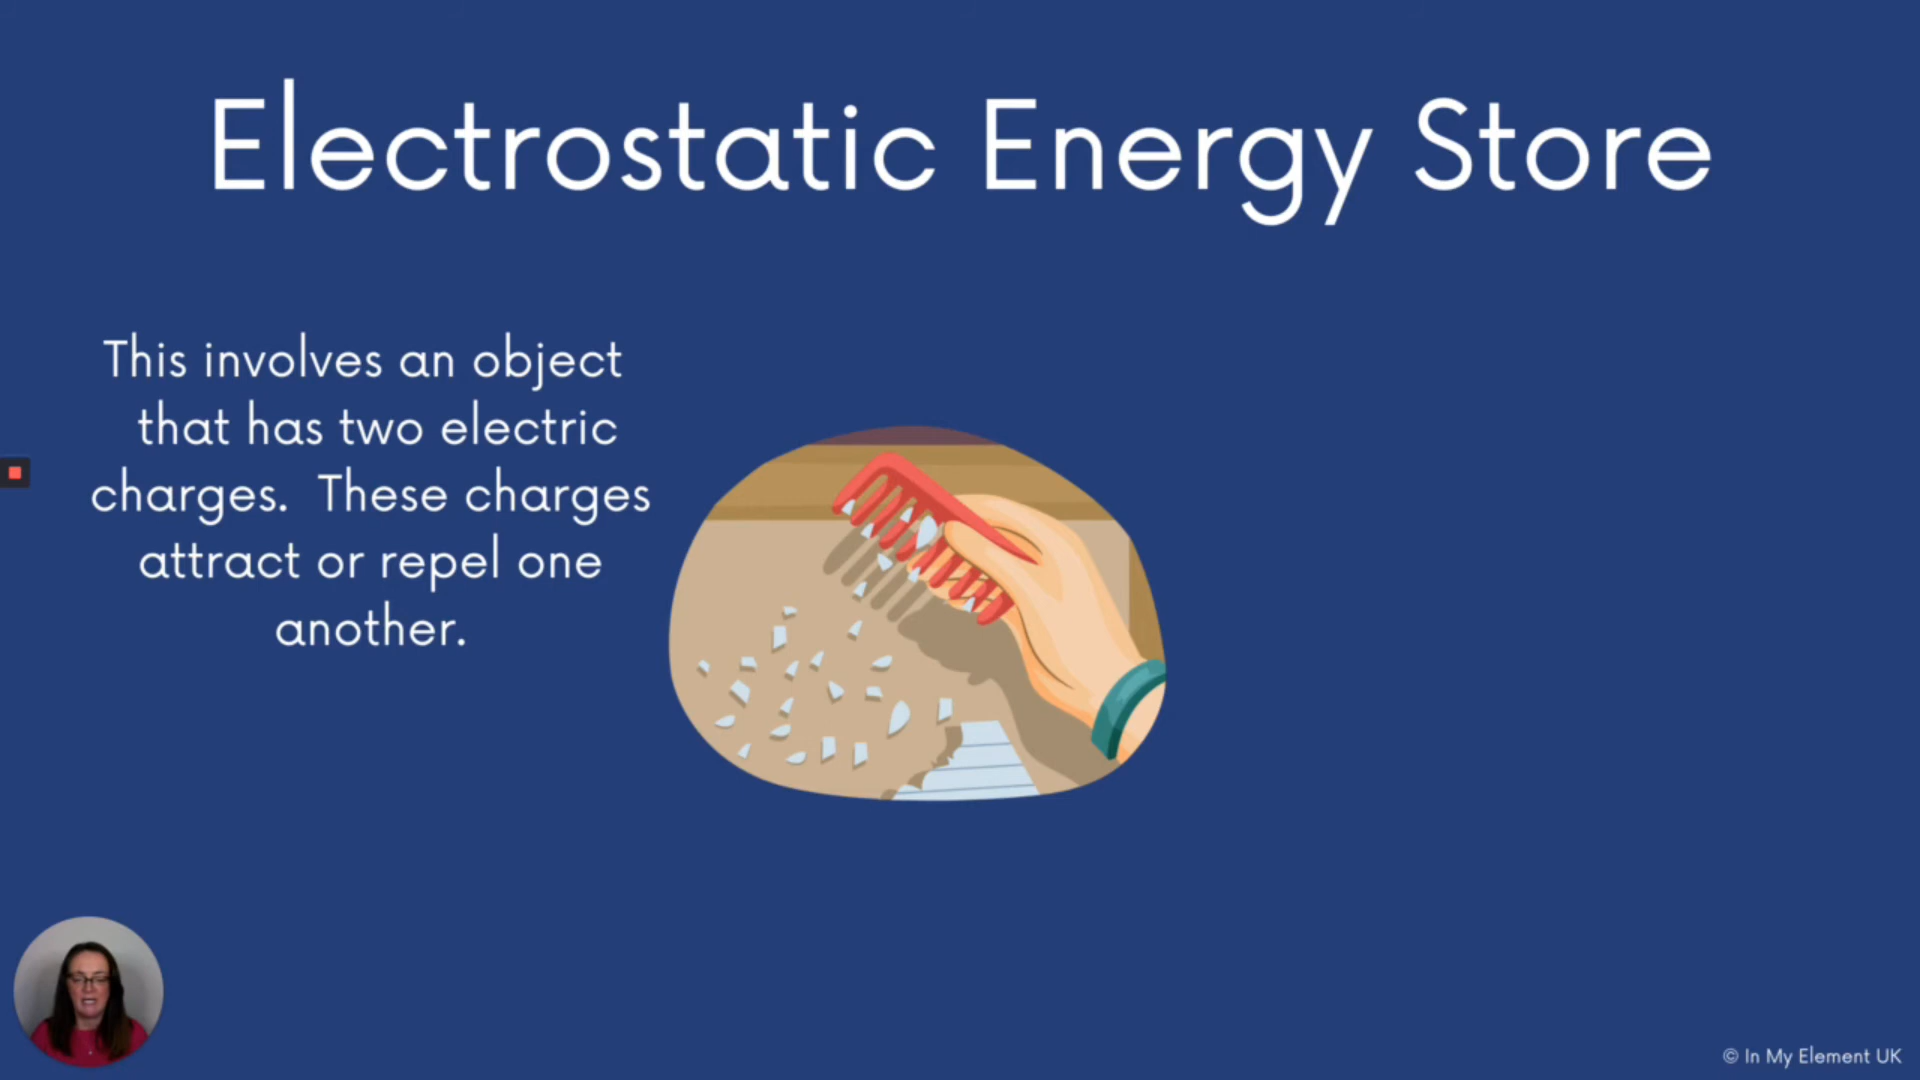 Electrostatic Energy Store
This involves an object
that has two electric
charges.  These charges
attract or repel one
another.
© In My Element UK